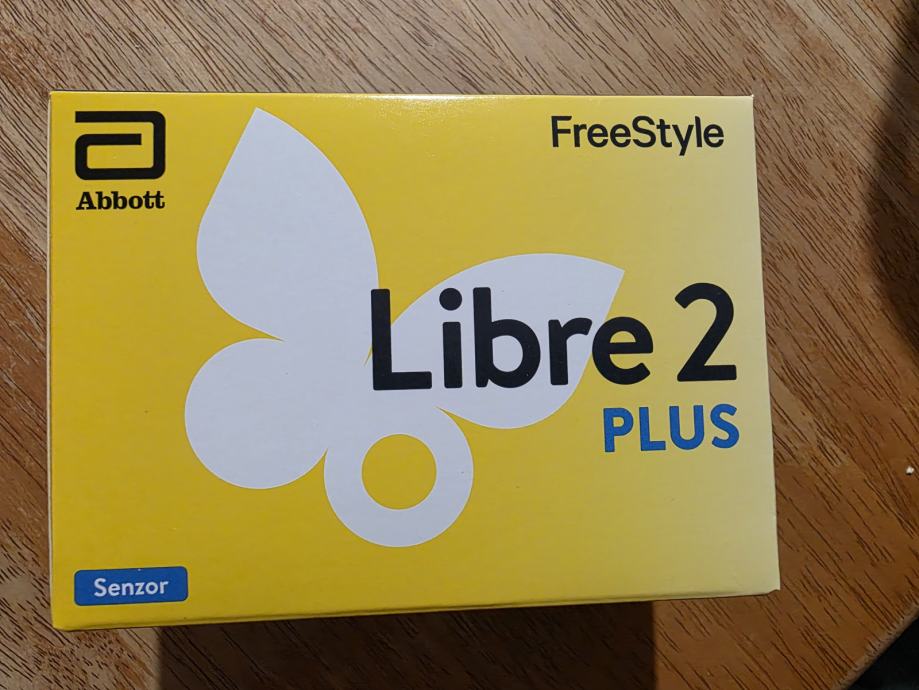 Abbott
FreeStyle
Libre 2
PLUS
Senzor